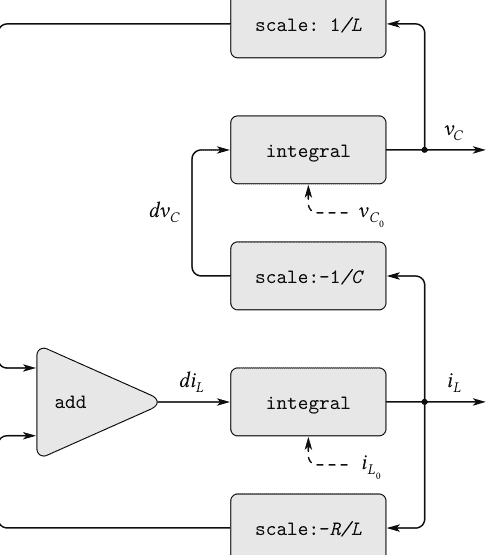 scale: 1/L
v_C
integral
dv_C
v_C₀
scale:-1/C
add
di_L
integral
i_L
i_L₀
scale:-R/L